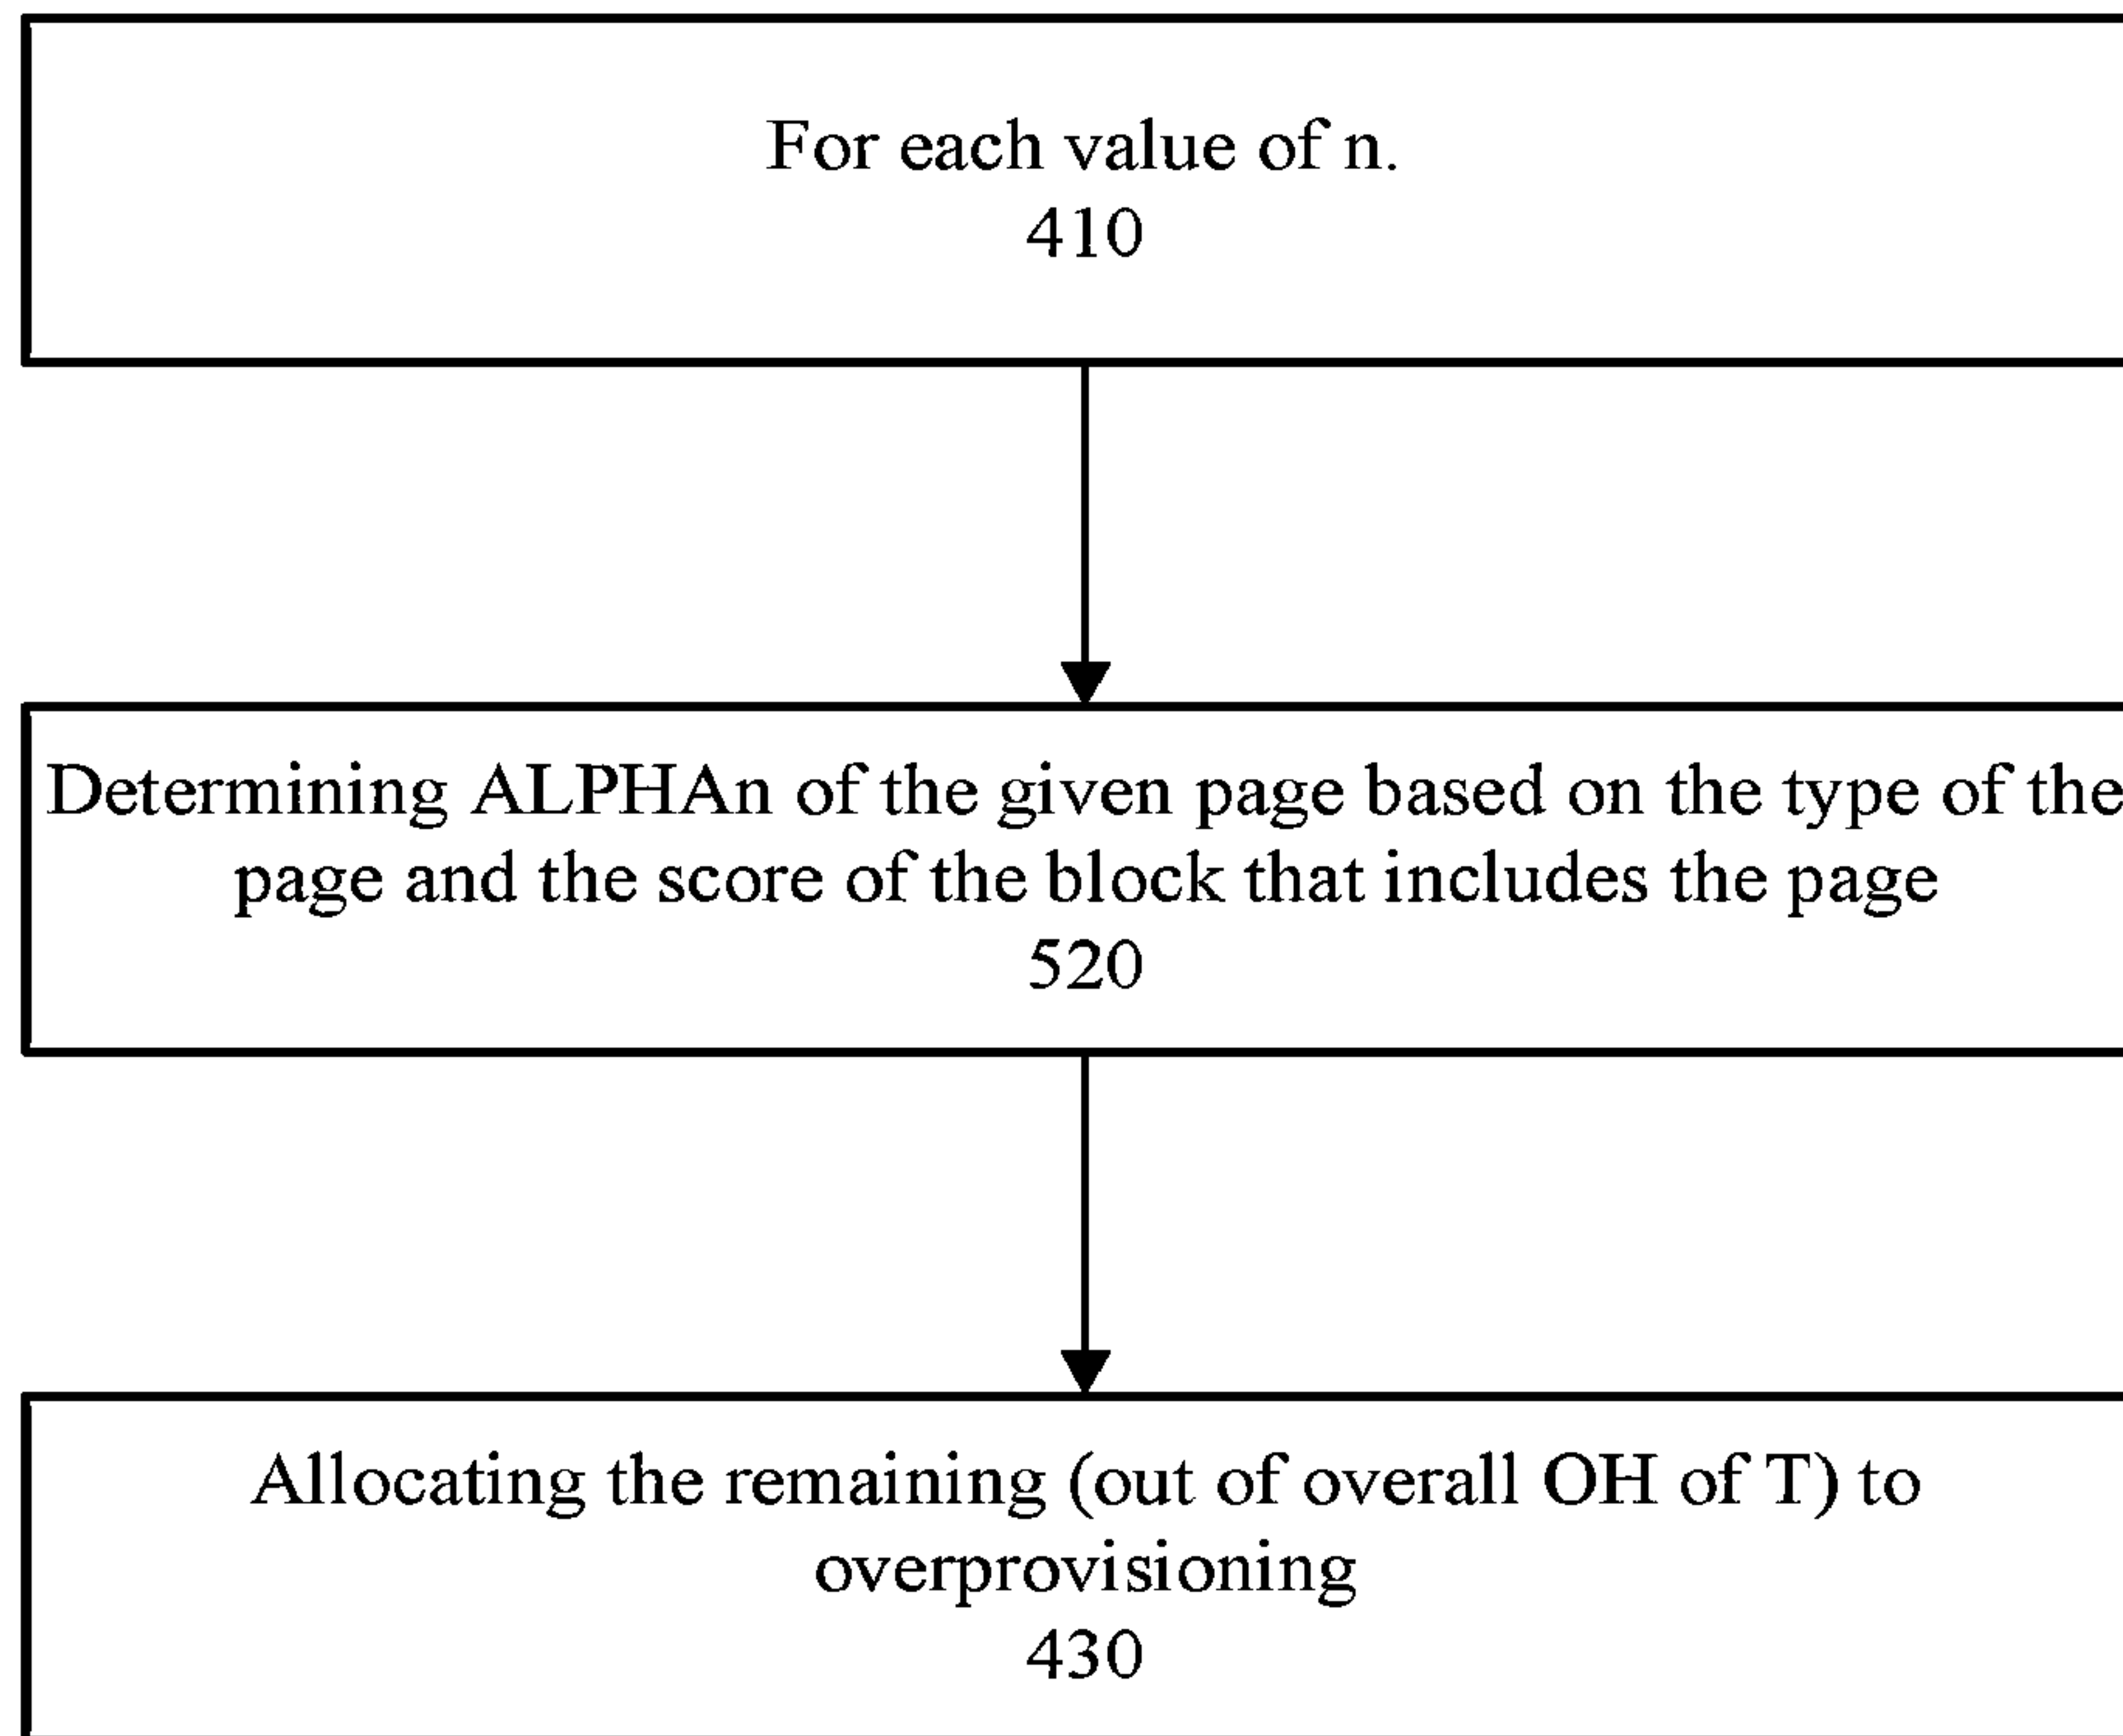 For each value of n.
410
Determining ALPHAn of the given page based on the type of the
page and the score of the block that includes the page
520
Allocating the remaining (out of overall OH of T) to
overprovisioning
430